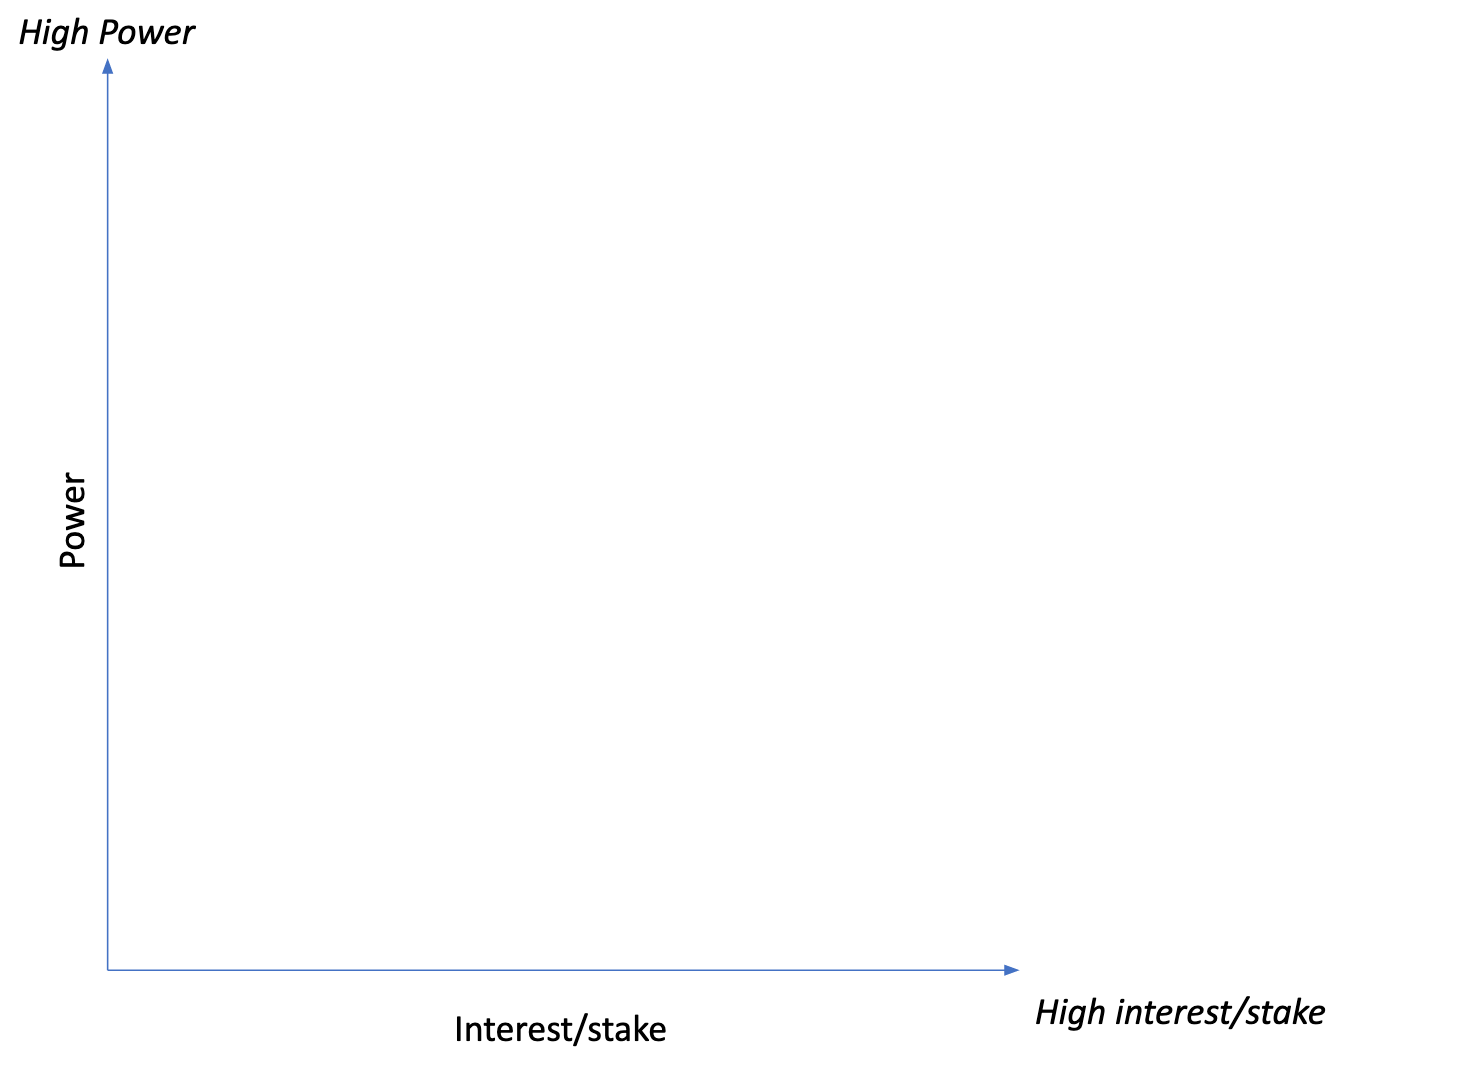 High Power
Power
Interest/stake
High interest/stake